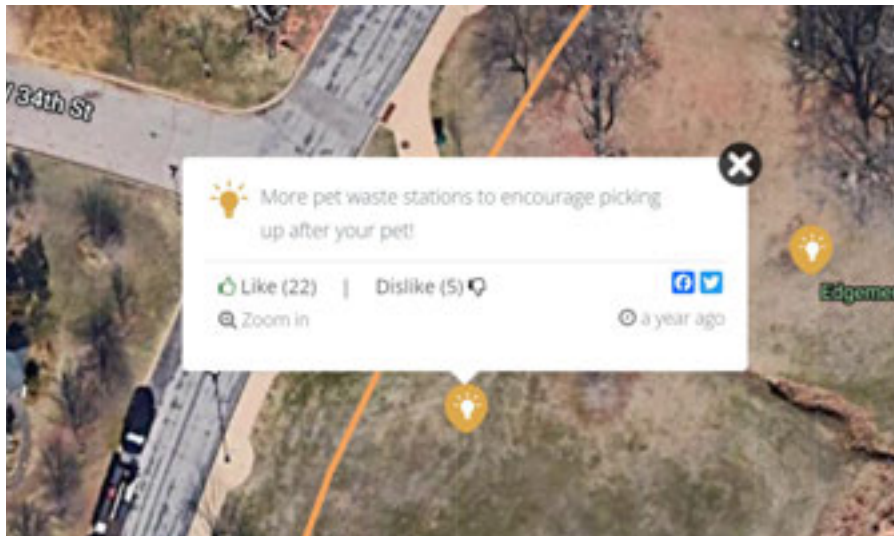 34th St
More pet waste stations to encourage picking
up after your pet!
Like (22) | Dislike (5)
Zoom in
a year ago